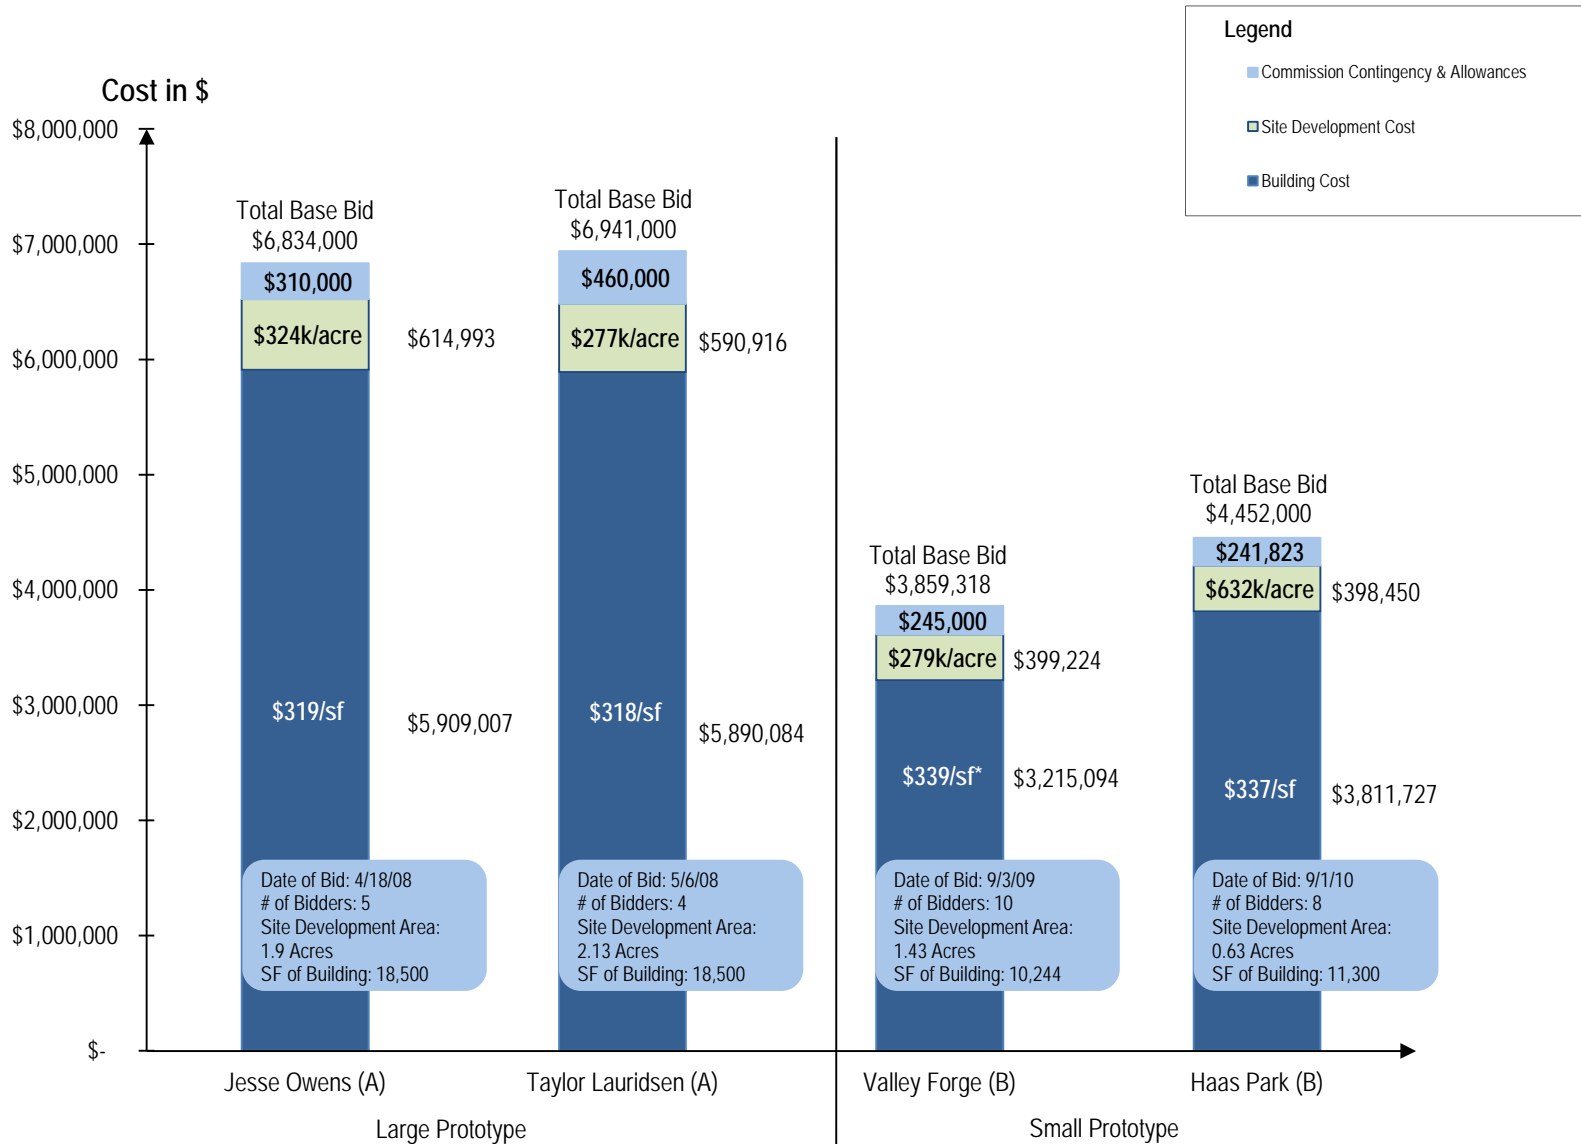 Legend
Commission Contingency & Allowances
Site Development Cost
Building Cost
Cost in $
$8,000,000
$7,000,000
$6,000,000
$5,000,000
$4,000,000
$3,000,000
$2,000,000
$1,000,000
$-
Total Base Bid
$6,834,000
$310,000
$324k/acre
$614,993
$319/sf
$5,909,007
Date of Bid: 4/18/08
# of Bidders: 5
Site Development Area:
1.9 Acres
SF of Building: 18,500
Jesse Owens (A)
Total Base Bid
$6,941,000
$460,000
$277k/acre
$590,916
$318/sf
$5,890,084
Date of Bid: 5/6/08
# of Bidders: 4
Site Development Area:
2.13 Acres
SF of Building: 18,500
Taylor Lauridsen (A)
Large Prototype
Total Base Bid
$3,859,318
$245,000
$279k/acre
$399,224
$339/sf*
$3,215,094
Date of Bid: 9/3/09
# of Bidders: 10
Site Development Area:
1.43 Acres
SF of Building: 10,244
Valley Forge (B)
Total Base Bid
$4,452,000
$241,823
$632k/acre
$398,450
$337/sf
$3,811,727
Date of Bid: 9/1/10
# of Bidders: 8
Site Development Area:
0.63 Acres
SF of Building: 11,300
Haas Park (B)
Small Prototype